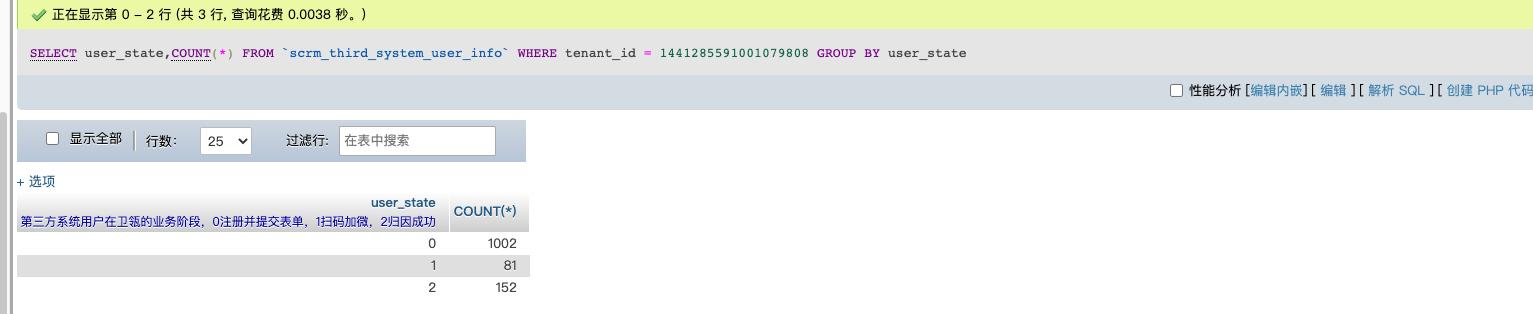 正在显示第 0 - 2 行 (共 3 行, 查询花费 0.0038 秒。)
SELECT user_state,COUNT(*) FROM `scrm_third_system_user_info` WHERE tenant_id = 1441285591001079808 GROUP BY user_state
性能分析 [编辑内嵌] [ 编辑 ] [ 解析 SQL ] [ 创建 PHP 代码
显示全部 行数: 25 过滤行: 在表中搜索
+ 选项
user_state COUNT(*)
第三方系统用户在卫瓴的业务阶段，0注册并提交表单，1扫码加微，2归因成功
0 1002
1 81
2 152